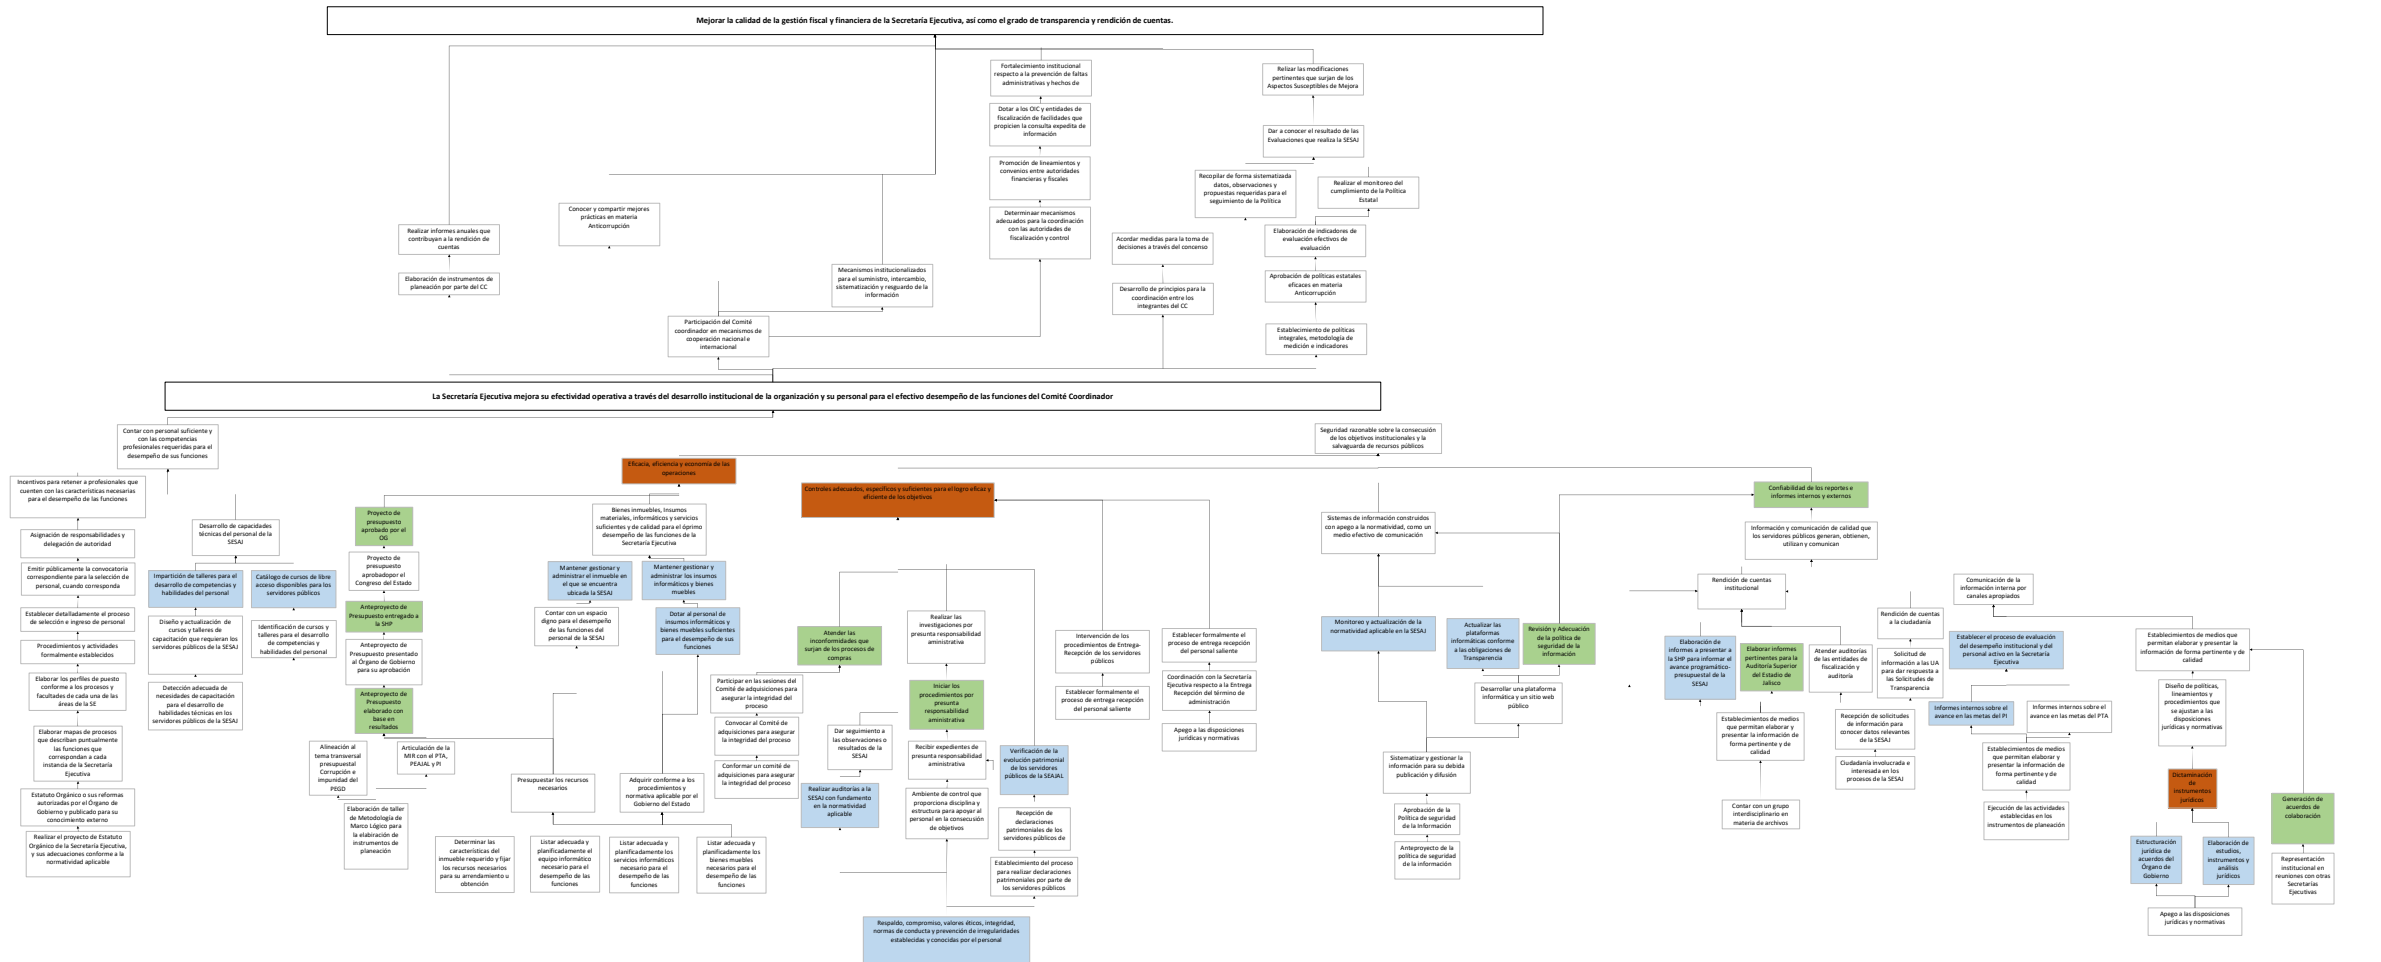 Mejorar la calidad de la gestión fiscal y financiera de la Secretaría Ejecutiva, así como el grado de transparencia y rendición de cuentas.
Fortalecimiento institucional
respecto a la prevención de faltas
administrativas y hechos de
Relizar las modificaciones
pertinentes que surjan de los
Aspectos Susceptibles de Mejora
Dotar a los OIC y entidades de
fiscalización de facilidades que
propicien la consulta expedita de
información
Dar a conocer el resultado de las
Evaluaciones que realiza la SESAJ
Promoción de lineamientos y
convenios entre autoridades
financieras y fiscales
Recopilar de forma sistematizada
datos, observaciones y
propuestas requeridas para el
seguimiento de la Política
Realizar el monitoreo del
cumplimiento de la Política
Estatal
Conocer y compartir mejores
prácticas en materia
Anticorrupción
Determinaar mecanismos
adecuados para la coordinación
con las autoridades de
fiscalización y control
Realizar informes anuales que
contribuyan a la rendición de
cuentas
Acordar medidas para la toma de
decisiones a través del concenso
Elaboración de indicadores de
evaluación efectivos de
evaluación
Elaboración de instrumentos de
planeación por parte del CC
Mecanismos institucionalizados
para el suministro, intercambio,
sistematización y resguardo de la
información
Desarrollo de principios para la
coordinación entre los
integrantes del CC
Aprobación de políticas estatales
eficaces en materia
Anticorrupción
Participación del Comité
coordinador en mecanismos de
cooperación nacional e
internacional
Establecimiento de políticas
integrales, metodología de
medición e indicadores
La Secretaría Ejecutiva mejora su efectividad operativa a través del desarrollo institucional de la organización y su personal para el efectivo desempeño de las funciones del Comité Coordinador
Contar con personal suficiente y
con las competencias
profesionales requeridas para el
desempeño de sus funciones
Seguridad razonable sobre la consecución
de los objetivos institucionales y la
salvaguarda de recursos públicos
Eficacia, eficiencia y economía de las
operaciones
Incentivos para retener a profesionales que
cuenten con las características necesarias
para el desempeño de las funciones
Controles adecuados, específicos y suficientes para el logro eficaz y
eficiente de los objetivos
Confiabilidad de los reportes e
informes internos y externos
Asignación de responsabilidades y
delegación de autoridad
Desarrollo de capacidades
técnicas del personal de la
SESAJ
Proyecto de
presupuesto
aprobado por el
OG
Bienes inmuebles, Insumos
materiales, informáticos y servicios
suficientes y de calidad para el óprimo
desempeño de las funciones de la
Secretaría Ejecutiva
Sistemas de información construidos
con apego a la normatividad, como un
medio efectivo de comunicación
Información y comunicación de calidad que
los servidores públicos generan, obtienen,
utilizan y comunican
Emitir públicamente la convocatoria
correspondiente para la selección de
personal, cuando corresponda
Impartición de talleres para el
desarrollo de competencias y
habilidades del personal
Catálogo de cursos de libre
acceso disponibles para los
servidores públicos
Proyecto de
presupuesto
aprobadopor el
Congreso del Estado
Mantener gestionar y
administrar el inmueble en
el que se encuentra
ubicada la SESAJ
Mantener gestionar y
administrar los insumos
informáticos y bienes
muebles
Rendición de cuentas
institucional
Comunicación de la
información interna por
canales apropiados
Establecer detalladamente el proceso
de selección e ingreso de personal
Diseño y actualización de
cursos y talleres de
capacitación que requieran los
servidores públicos de la SESAJ
Identificación de cursos y
talleres para el desarrollo
de competencias y
habilidades del personal
Anteproyecto de
Presupuesto entregado a
la SHP
Contar con un espacio
digno para el desempeño
de las funciones del
personal de la SESAJ
Dotar al personal de
insumos informáticos y
bienes muebles suficientes
para el desempeño de sus
funciones
Atender las
inconformidades que
surjan de los procesos de
compras
Realizar las
investigaciones por
presunta responsabilidad
aministrativa
Intervención de los
procedimientos de Entrega-
Recepción de los servidores
públicos
Establecer formalmente el
proceso de entrega recepción
del personal saliente
Monitoreo y actualización de la
normatividad aplicable en la SESAJ
Actualizar las
plataformas
informáticas conforme
a las obligaciones de
Transparencia
Revisión y Adecuación
de la política de
seguridad de la
información
Elaboración de
informes a presentar a
la SHP para informar el
avance programático-
presupuestal de la
SESAJ
Elaborar informes
pertinentes para la
Auditoría Superior
del Estedio de
Jalisco
Atender auditorías
de las entidades de
fiscalización y
auditoría
Rendición de cuentas
a la ciudadanía
Establecer el proceso de evaluación
del desempeño institucional y del
personal activo en la Secretaría
Ejecutiva
Establecimientos de medios que
permitan elaborar y presentar la
información de forma pertinente y de
calidad
Procedimientos y actividades
formalmente establecidos
Anteproyecto de
Presupuesto presentado
al Órgano de Gobierno
para su aprobación
Solicitud de
información a las UA
para dar respuesta a
las Solicitudes de
Transparencia
Elaborar los perfiles de puesto
conforme a los procesos y
facultades de cada una de las
áreas de la SE
Detección adecuada de
necesidades de capacitación
para el desarrollo de
habilidades técnicas en los
servidores públicos de la SESAJ
Anteproyecto de
Presupuesto
elaborado con
base en
resultados
Participar en las sesiones del
Comité de adquisiciones para
asegurar la integridad del
proceso
Iniciar los
procedimientos por
presunta
responsabilidad
aministrativa
Establecer formalmente el
proceso de entrega recepción
del personal saliente
Coordinación con la Secretaría
Ejecutiva respecto a la Entrega
Recepción del término de
administración
Desarrollar una plataforma
informática y un sitio web
público
Diseño de políticas,
lineamientos y
procedimientos que
se ajustan a las
disposiciones
jurídicas y normativas
Informes internos sobre el
avance en las metas del PI
Informes internos sobre el
avance en las metas del PTA
Elaborar mapas de procesos
que describan puntualmente
las funciones que
correspondan a cada
instancia de la Secretaría
Ejecutiva
Alineación al
tema transversal
presupuestal
Corrupción e
impunidad del
PEGD
Articulación de la
MIR con el PTA,
PEAJAL y PI
Convocar al Comité de
adquisiciones para asegurar
la integridad del proceso
Dar seguimiento a
las observaciones o
resultados de la
SESAJ
Recibir expedientes de
presunta responsabilidad
aministrativa
Verificación de la
evolución patrimonial de
los servidores
públicos de la SEAJAL
Apego a la disposiciones
jurídicas y normativas
Sistematizar y gestionar la
información para su debida
publicación y difusión
Establecimientos de medios
que permitan elaborar y
presentar la información de
forma pertinente y de
calidad
Recepción de solicitudes
de información para
conocer datos relevantes
de la SESAJ
Establecimientos de medios
que permitan elaborar y
presentar la información de
forma pertinente y de
calidad
Presupuestar los recursos
necesarios
Adquirir conforme a los
procedimientos y
normativa aplicable por el
Gobierno del Estado
Conformar un comité de
adquisiciones para asegurar
la integridad del proceso
Ciudadanía involucrada e
interesada en los
procesos de la SESAJ
Dictaminación
de
instrumentos
jurídicos
Estatuto Orgánico o sus reformas
autorizadas por el Órgano de
Gobierno y publicado para su
conocimiento externo
Elaboración de taller
de Metodología de
Marco Lógico para
la elabiración de
instrumentos de
planeación
Realizar auditorías a la
SESAJ con fundamento
en la normatividad
aplicable
Ambiente de control que
proporciona disciplina y
estructura para apoyar al
personal en la consecución
de objetivos
Recepción de
declaraciones
patrimoniales de los
servidores públicos de
Aprobación de la
Política de seguridad
de la Información
Contar con un grupo
interdisciplinario en
materia de archivos
Ejecución de las actividades
establecidas en los
instrumentos de planeación
Generación de
acuerdos de
colaboración
Realizar el proyecto de Estatuto
Orgánico de la Secretaría Ejecutiva,
y sus adecuaciones conforme a la
normatividad aplicable
Determinar las
características del
inmueble requerido y fijar
los recursos necesarios
para su arrendamiento u
obtención
Listar adecuada y
planificadamente el
equipo informático
necesario para el
desempeño de las
funciones
Listar adecuada y
planificadamente los
servicios informáticos
necesario para el
desempeño de las
funciones
Listar adecuada y
planificadamente los
bienes muebles
necesarios para el
desempeño de las
funciones
Establecimiento del proceso
para realizar declaraciones
patrimoniales por parte de
los servidores públicos
Anteproyecto de la
política de seguridad
de la información
Estructuración
jurídica de
acuerdos del
Órgano de
Gobierno
Elaboración de
estudios,
instrumentos y
análisis
jurídicos
Representación
institucional en
reuniones con otras
Secretarías
Ejecutivas
Apego a las disposiciones
jurídicas y normativas
Respaldo, compromiso, valores éticos, integridad,
normas de conducta y prevención de irregularidades
establecidas y conocidas por el personal